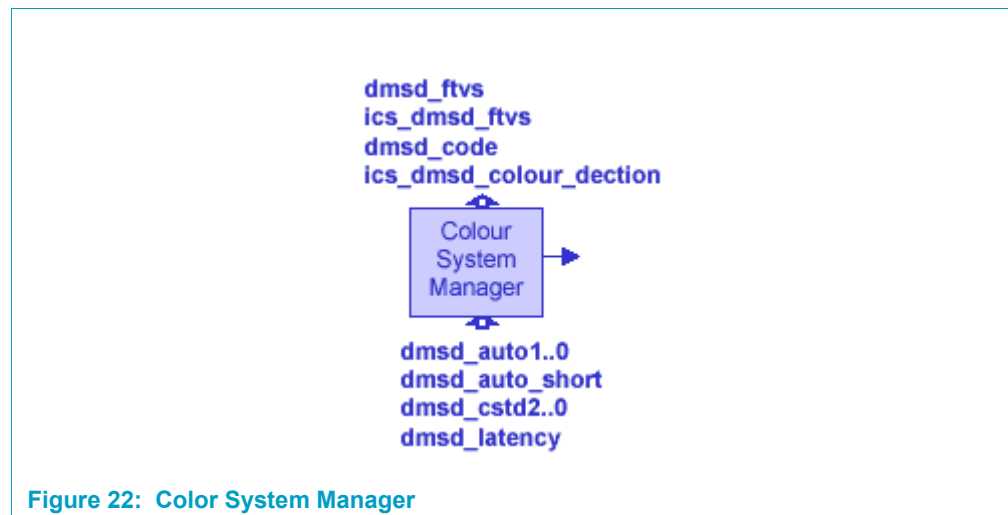 dmsd_ftvs
ics_dmsd_ftvs
dmsd_code
ics_dmsd_colour_dection
Colour
System
Manager
dmsd_auto1..0
dmsd_auto_short
dmsd_cstd2..0
dmsd_latency
Figure 22: Color System Manager